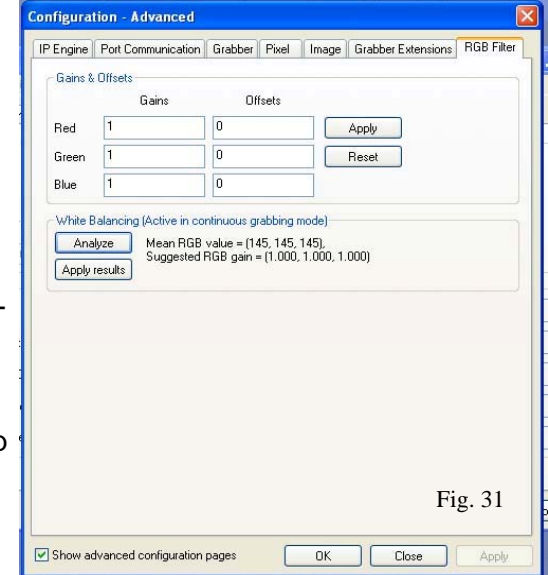 Configuration - Advanced
IP Engine Port Communication Grabber Pixel Image Grabber Extensions RGB Filter
Gains & Offsets
Gains Offsets
Red 1 0 Apply
Green 1 0 Reset
Blue 1 0
White Balancing (Active in continuous grabbing mode)
Analyze Mean RGB value = (145, 145, 145),
Suggested RGB gain = (1.000, 1.000, 1.000)
Apply results
Fig. 31
Show advanced configuration pages OK Close Apply